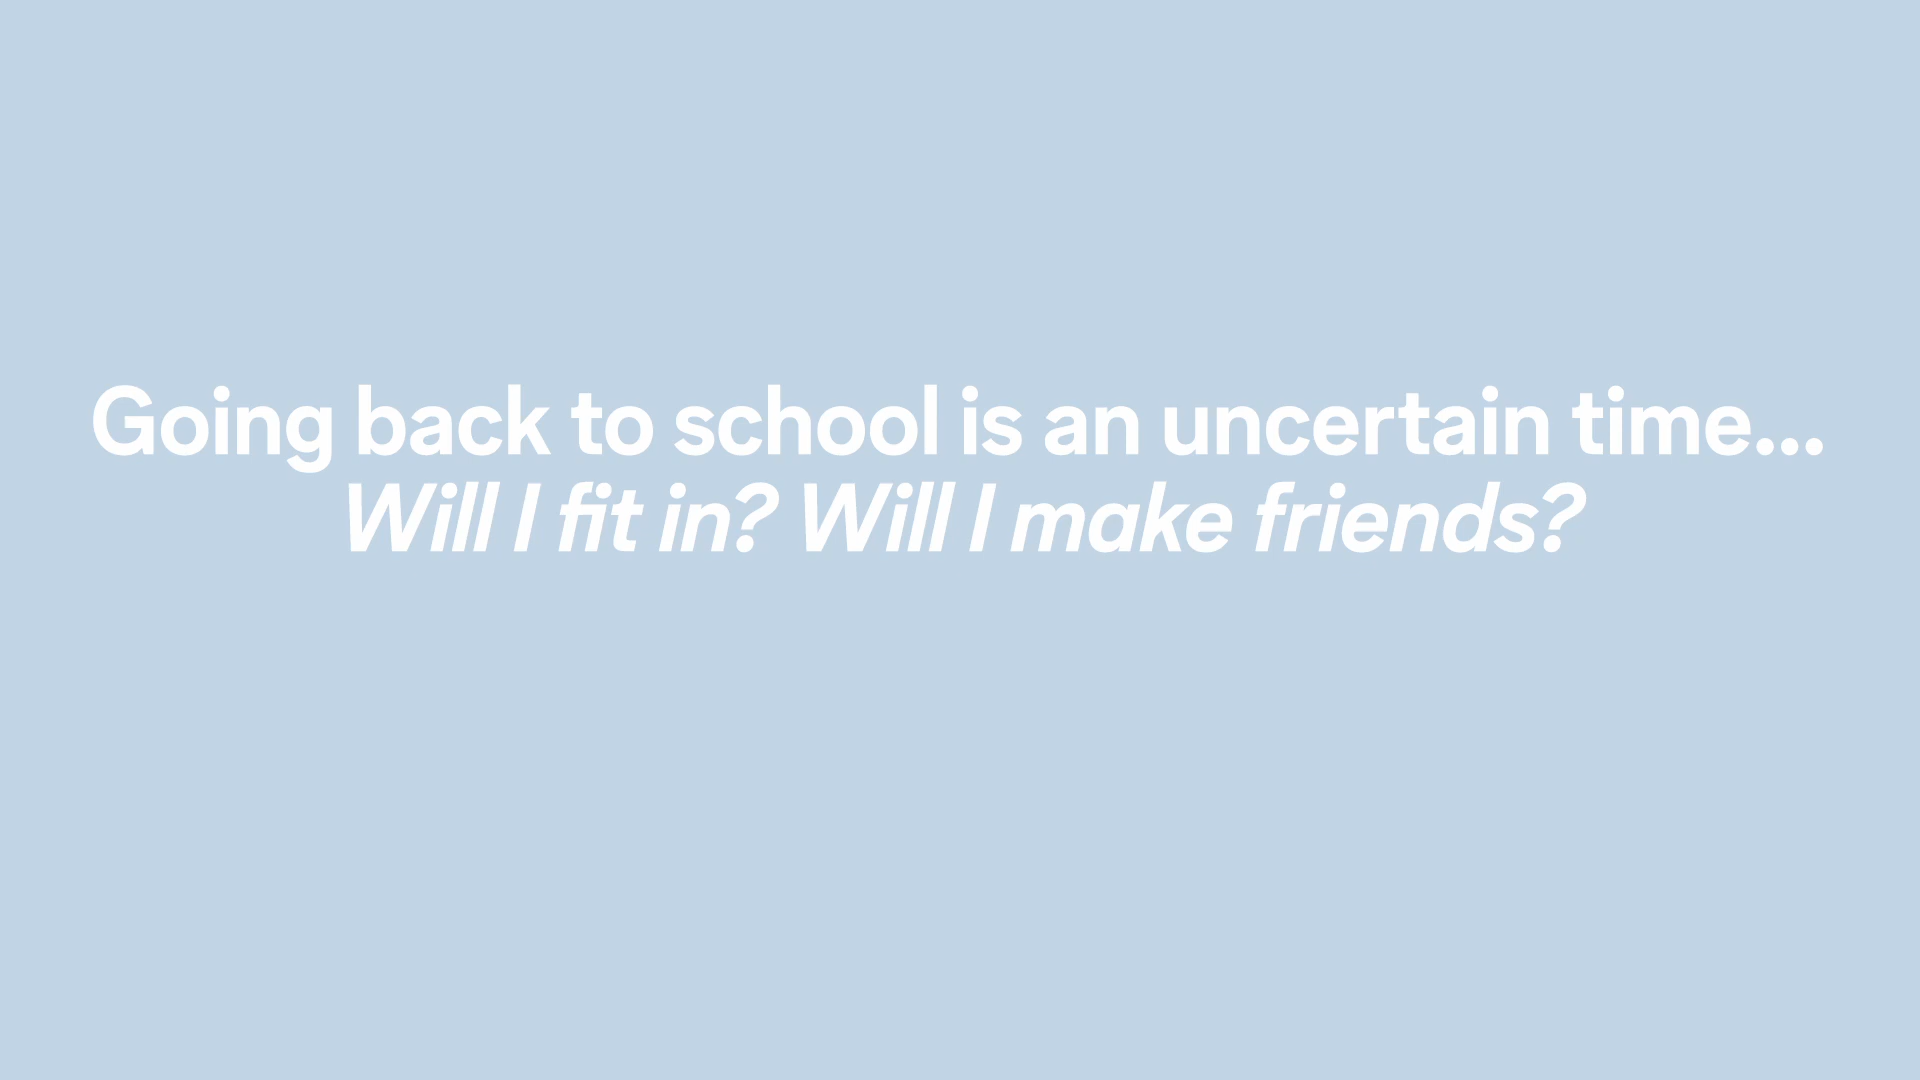 Going back to school is an uncertain time...
Will I fit in? Will I make friends?